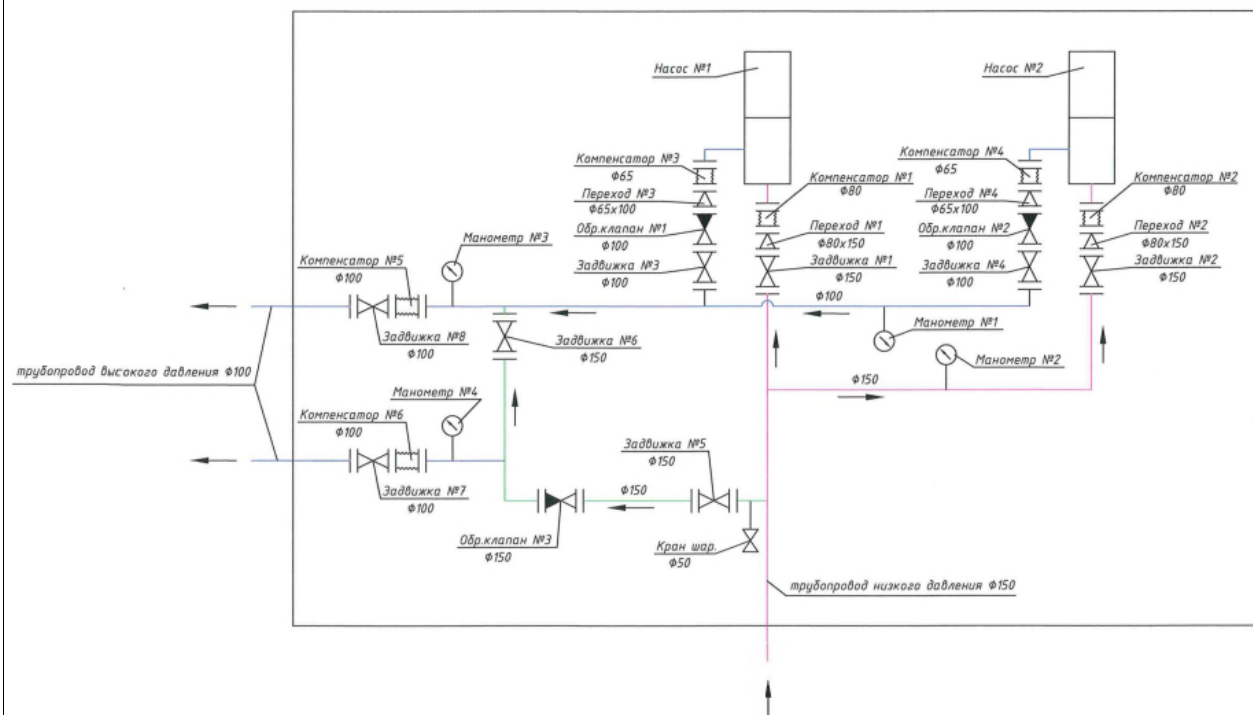 Насос №1
Насос №2
Компенсатор №3
Ф65
Компенсатор №1
Ф80
Компенсатор №4
Ф65
Компенсатор №2
Ф80
Переход №3
Ф65х100
Переход №1
Ф80х150
Переход №4
Ф65х100
Переход №2
Ф80х150
Обр.клапан №1
Ф100
Обр.клапан №2
Ф100
Задвижка №3
Ф100
Задвижка №1
Ф150
Задвижка №4
Ф100
Задвижка №2
Ф150
Манометр №3
Компенсатор №5
Ф100
Ф100
Задвижка №8
Ф100
Задвижка №6
Ф150
Манометр №1
Манометр №2
трубопровод высокого давления Ф100
Ф150
Манометр №4
Компенсатор №6
Ф100
Задвижка №5
Ф150
Задвижка №7
Ф100
Ф150
Обр.клапан №3
Ф150
Кран шар.
Ф50
трубопровод низкого давления Ф150